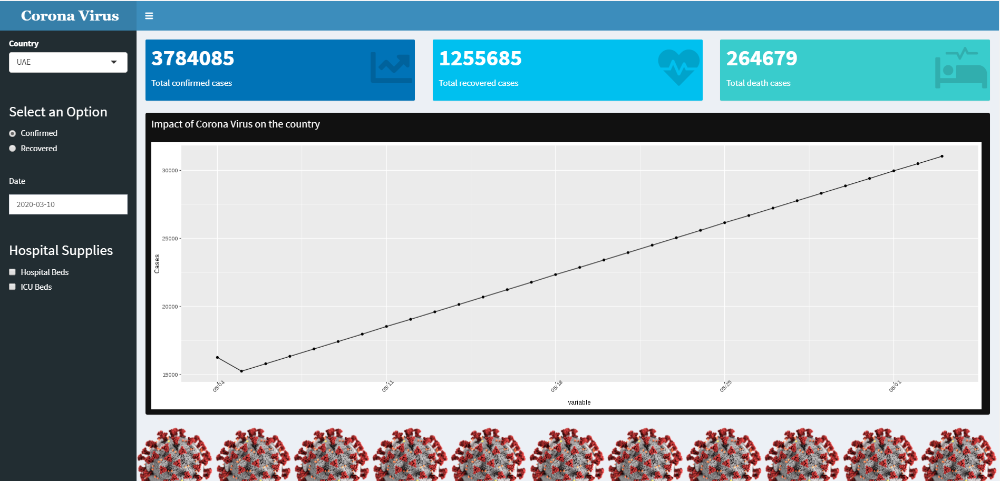 Corona Virus
Country
UAE
Select an Option
Confirmed
Recovered
Date
2020-03-10
Hospital Supplies
Hospital Beds
ICU Beds
3784085
Total confirmed cases
1255685
Total recovered cases
264679
Total death cases
Impact of Corona Virus on the country
30000
25000
20000
15000
Cases
05/04
05/11
05/18
05/25
06/01
variable